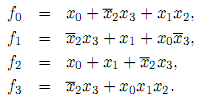 f₀ = x₀ + x̅₂x₃ + x₁x₂,
f₁ = x̅₂x₃ + x₁ + x₀x̅₃,
f₂ = x₀ + x₁ + x̅₂x₃,
f₃ = x̅₂x₃ + x₀x₁x₂.